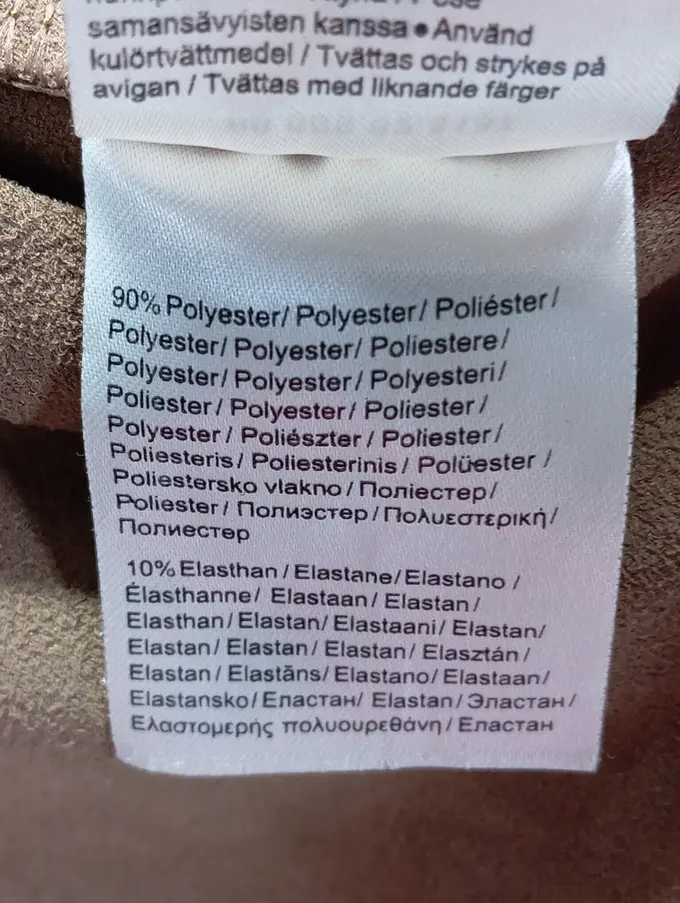 samansävyisten kanssa ● Använd
kulörtvättmedel / Tvättas och strykes på
avigan / Tvättas med liknande färger
90% Polyester/ Polyester/ Poliéster/
Polyester/ Polyester/ Poliestere/
Polyester/ Polyester/ Polyesteri/
Poliester/ Polyester/ Poliester/
Polyester/ Poliészter/ Poliester/
Poliesteris/ Poliesterinis/ Polüester /
Poliestersko vlakno/ Поліестер/
Poliester/ Полиэстер/Πολυεστερική/
Полиестер
10% Elasthan/ Elastane/ Elastano /
Élasthanne/ Elastaan/ Elastan/
Elasthan/ Elastan/ Elastaani/ Elastan/
Elastan/ Elastan/ Elastan/ Elasztán/
Elastan/ Elastāns/ Elastano/ Elastaan/
Elastansko/ Еластан/ Elastan/ Эластан/
Ελαστομερής πολυουρεθάνη/ Еластан